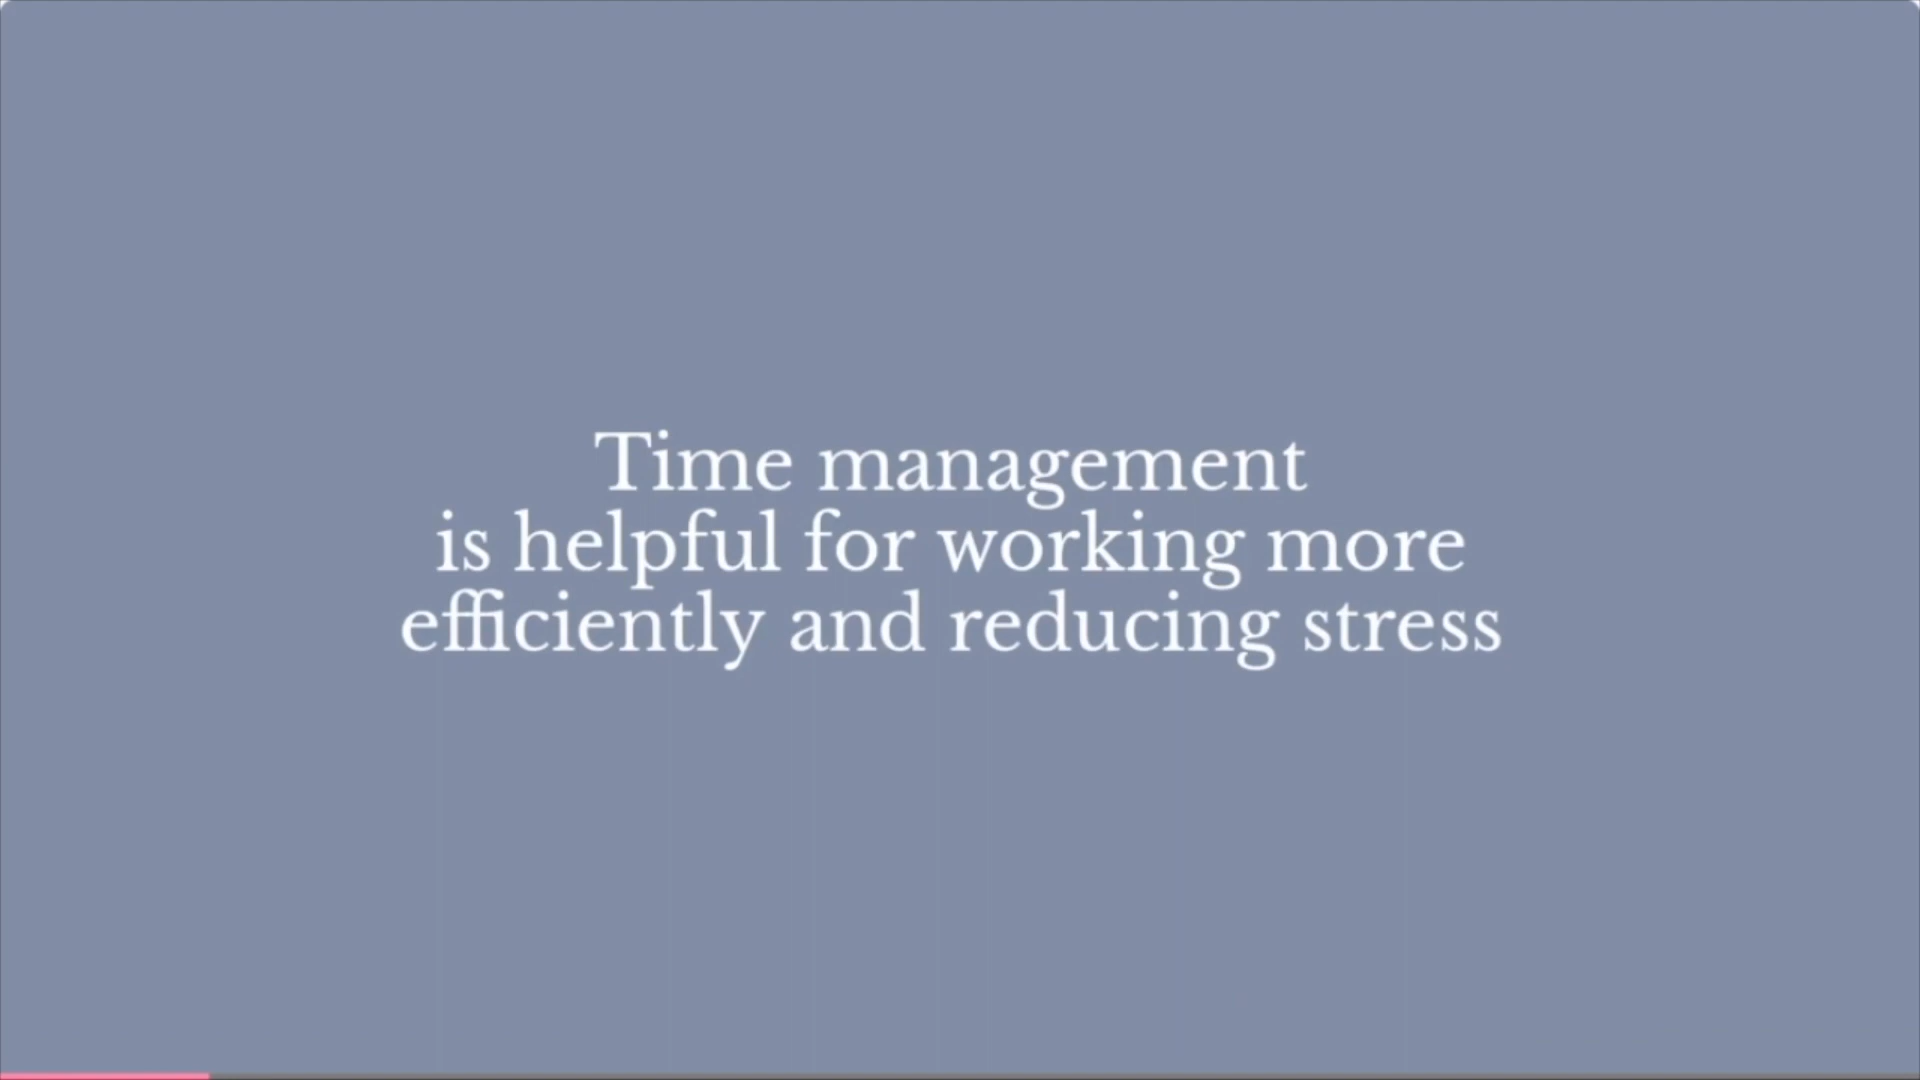 Time management
is helpful for working more
efficiently and reducing stress